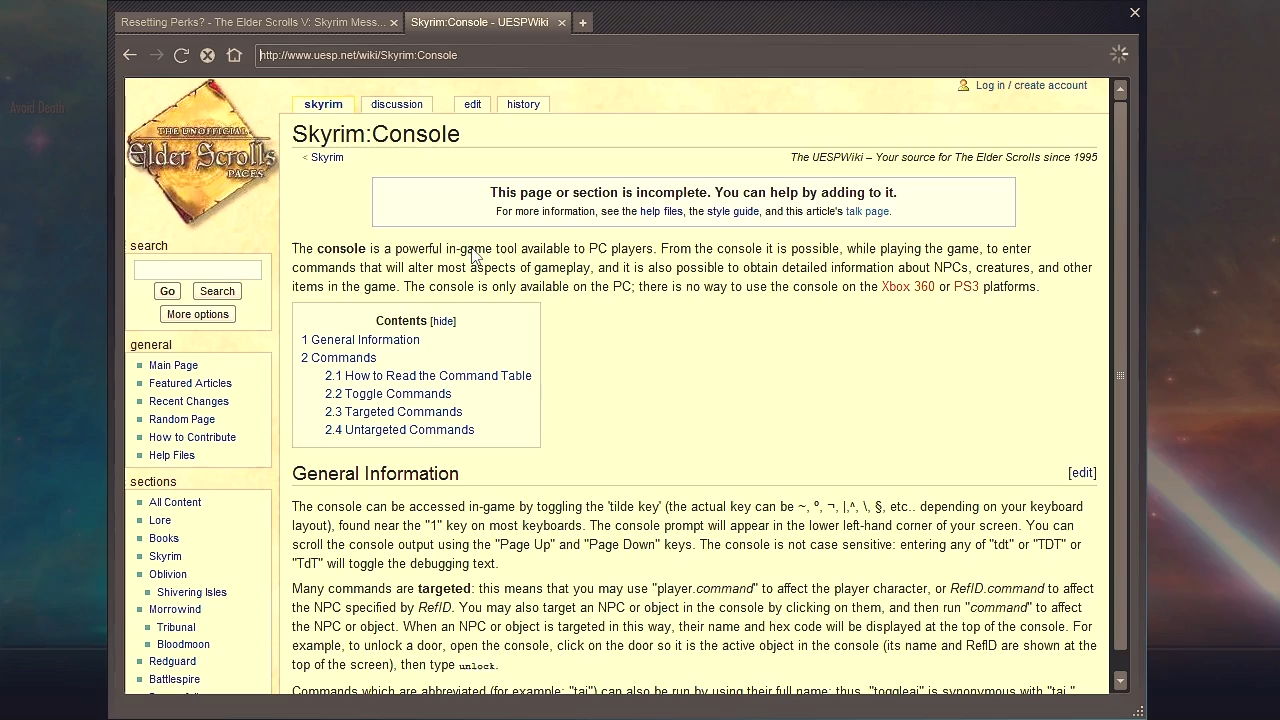 Resetting Perks? - The Elder Scrolls V: Skyrim Mess...
Skyrim:Console - UESPWiki
http://www.uesp.net/wiki/Skyrim:Console
Avoid Death
Log in / create account
skyrim discussion edit history
THE UNOFFICIAL
Elder Scrolls
PAGES
Skyrim:Console
< Skyrim
The UESPWiki – Your source for The Elder Scrolls since 1995
This page or section is incomplete. You can help by adding to it.
For more information, see the help files, the style guide, and this article's talk page.
search
Go Search
More options
general
Main Page
Featured Articles
Recent Changes
Random Page
How to Contribute
Help Files
sections
All Content
Lore
Books
Skyrim
Oblivion
Shivering Isles
Morrowind
Tribunal
Bloodmoon
Redguard
Battlespire
The console is a powerful in-game tool available to PC players. From the console it is possible, while playing the game, to enter
commands that will alter most aspects of gameplay, and it is also possible to obtain detailed information about NPCs, creatures, and other
items in the game. The console is only available on the PC; there is no way to use the console on the Xbox 360 or PS3 platforms.
Contents [hide]
1 General Information
2 Commands
2.1 How to Read the Command Table
2.2 Toggle Commands
2.3 Targeted Commands
2.4 Untargeted Commands
General Information [edit]
The console can be accessed in-game by toggling the 'tilde key' (the actual key can be ~, º, ¬, |,^, \, §, etc.. depending on your keyboard
layout), found near the "1" key on most keyboards. The console prompt will appear in the lower left-hand corner of your screen. You can
scroll the console output using the "Page Up" and "Page Down" keys. The console is not case sensitive: entering any of "tdt" or "TDT" or
"TdT" will toggle the debugging text.
Many commands are targeted: this means that you may use "player.command" to affect the player character, or RefID.command to affect
the NPC specified by RefID. You may also target an NPC or object in the console by clicking on them, and then run "command" to affect
the NPC or object. When an NPC or object is targeted in this way, their name and hex code will be displayed at the top of the console. For
example, to unlock a door, open the console, click on the door so it is the active object in the console (its name and RefID are shown at the
top of the screen), then type unlock.
Commands which are abbreviated (for example: "tai") can also be run by using their full name: thus, "toggleai" is synonymous with "tai."